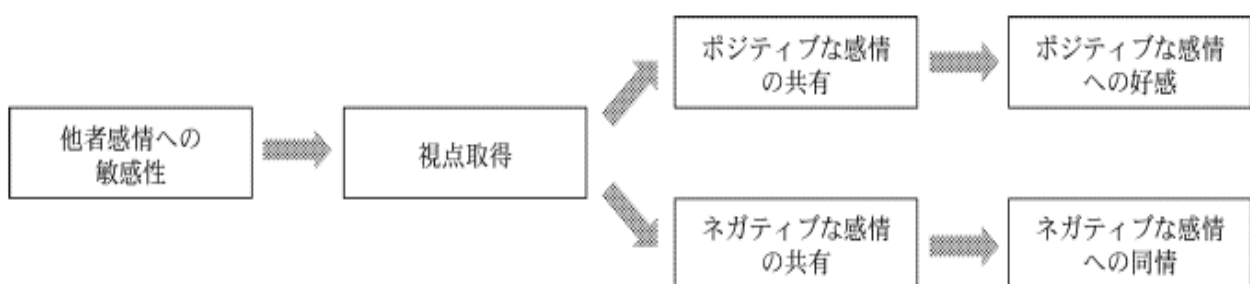 ポジティブな感情
の共有
ポジティブな感情
への好感
他者感情への
敏感性
視点取得
ネガティブな感情
の共有
ネガティブな感情
への同情